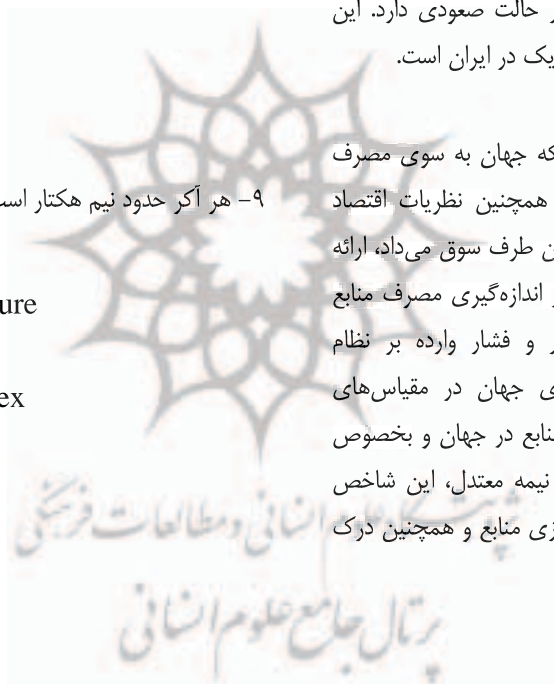 ر حالت صعودی دارد. این
یک در ایران است.
که جهان به سوی مصرف
همچنین نظریات اقتصاد
ن طرف سوق می‌داد، ارائه
اندازه‌گیری مصرف منابع
و فشار وارده بر نظام
ی جهان در مقیاس‌های
منابع در جهان و بخصوص
نیمه معتدل، این شاخص
زی منابع و همچنین درک
۹- هر آکر حدود نیم هکتار است
ure
ex
پژوهشگاه علوم انسانی و مطالعات فرهنگی
پرتال جامع علوم انسانی